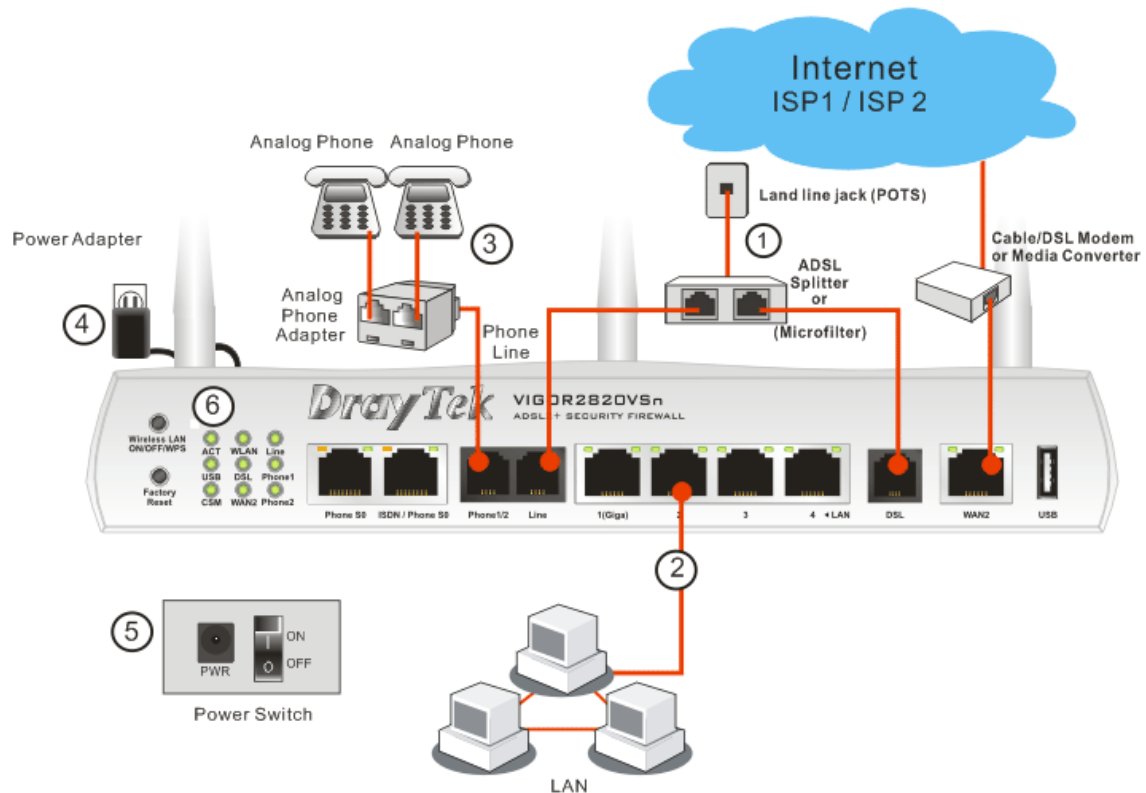 Internet
ISP1 / ISP 2
Analog Phone
Analog Phone
Land line jack (POTS)
Power Adapter
3
1
Cable/DSL Modem
or Media Converter
ADSL
Splitter
or
(Microfilter)
4
Analog
Phone
Adapter
Phone
Line
6
DrayTek
VIGOR2820VSn
ADSL2+ SECURITY FIREWALL
Wireless LAN
ON/OFF/WPS
Factory
Reset
ACT
WLAN
Line
USB
DSL
Phone1
CSM
WAN2
Phone2
Phone S0
ISDN / Phone S0
Phone1/2
Line
1(Giga)
2
3
4 ◄LAN
DSL
WAN2
USB
2
5
PWR
I
ON
0
OFF
Power Switch
LAN